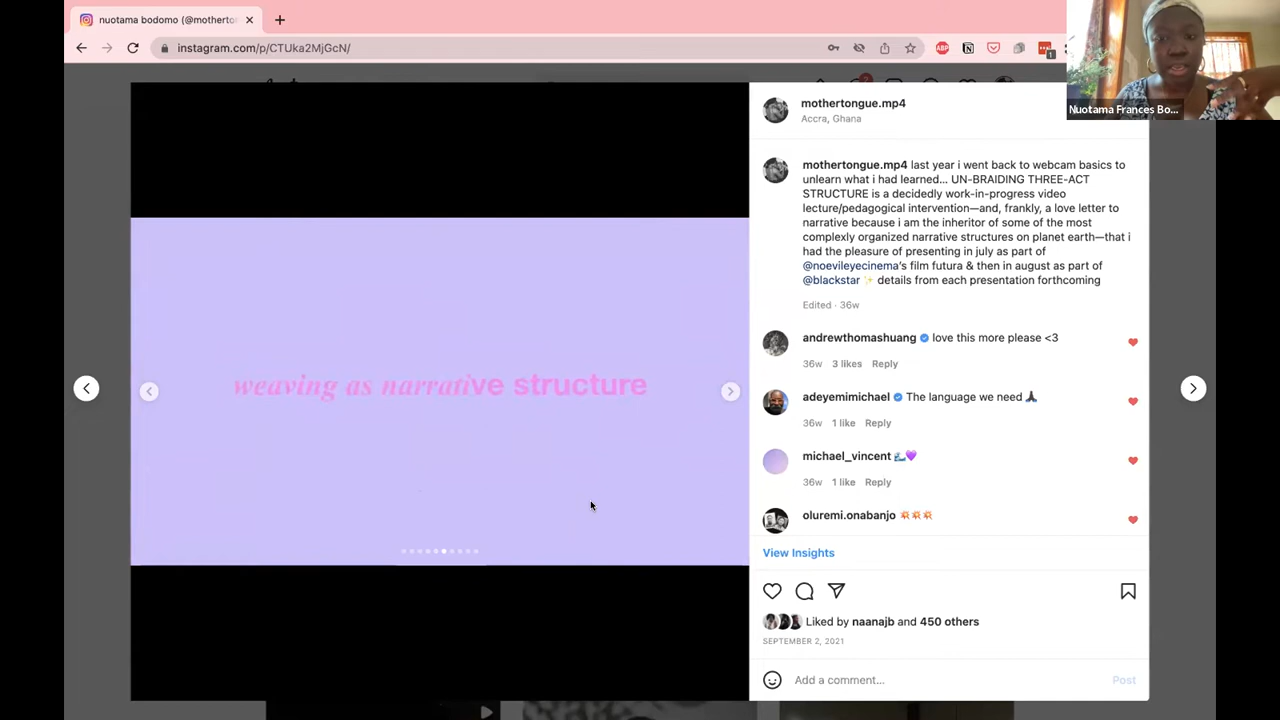 nuotama bodomo (@motherto
instagram.com/p/CTUka2MjGcN/
ABP
1
Nuotama Frances Bo...
mothertongue.mp4
Accra, Ghana
mothertongue.mp4 last year i went back to webcam basics to
unlearn what i had learned... UN-BRAIDING THREE-ACT
STRUCTURE is a decidedly work-in-progress video
lecture/pedagogical intervention—and, frankly, a love letter to
narrative because i am the inheritor of some of the most
complexly organized narrative structures on planet earth—that i
had the pleasure of presenting in july as part of
@noevileyecinema's film futura & then in august as part of
@blackstar ✨ details from each presentation forthcoming
Edited · 36w
weaving as narrative structure
andrewthomashuang love this more please <3
36w 3 likes Reply
adeyemimichael The language we need 🙏🏿
36w 1 like Reply
michael_vincent 🌊💜
36w 1 like Reply
oluremi.onabanjo 💥💥💥
View Insights
Liked by naanajb and 450 others
SEPTEMBER 2, 2021
Add a comment...
Post